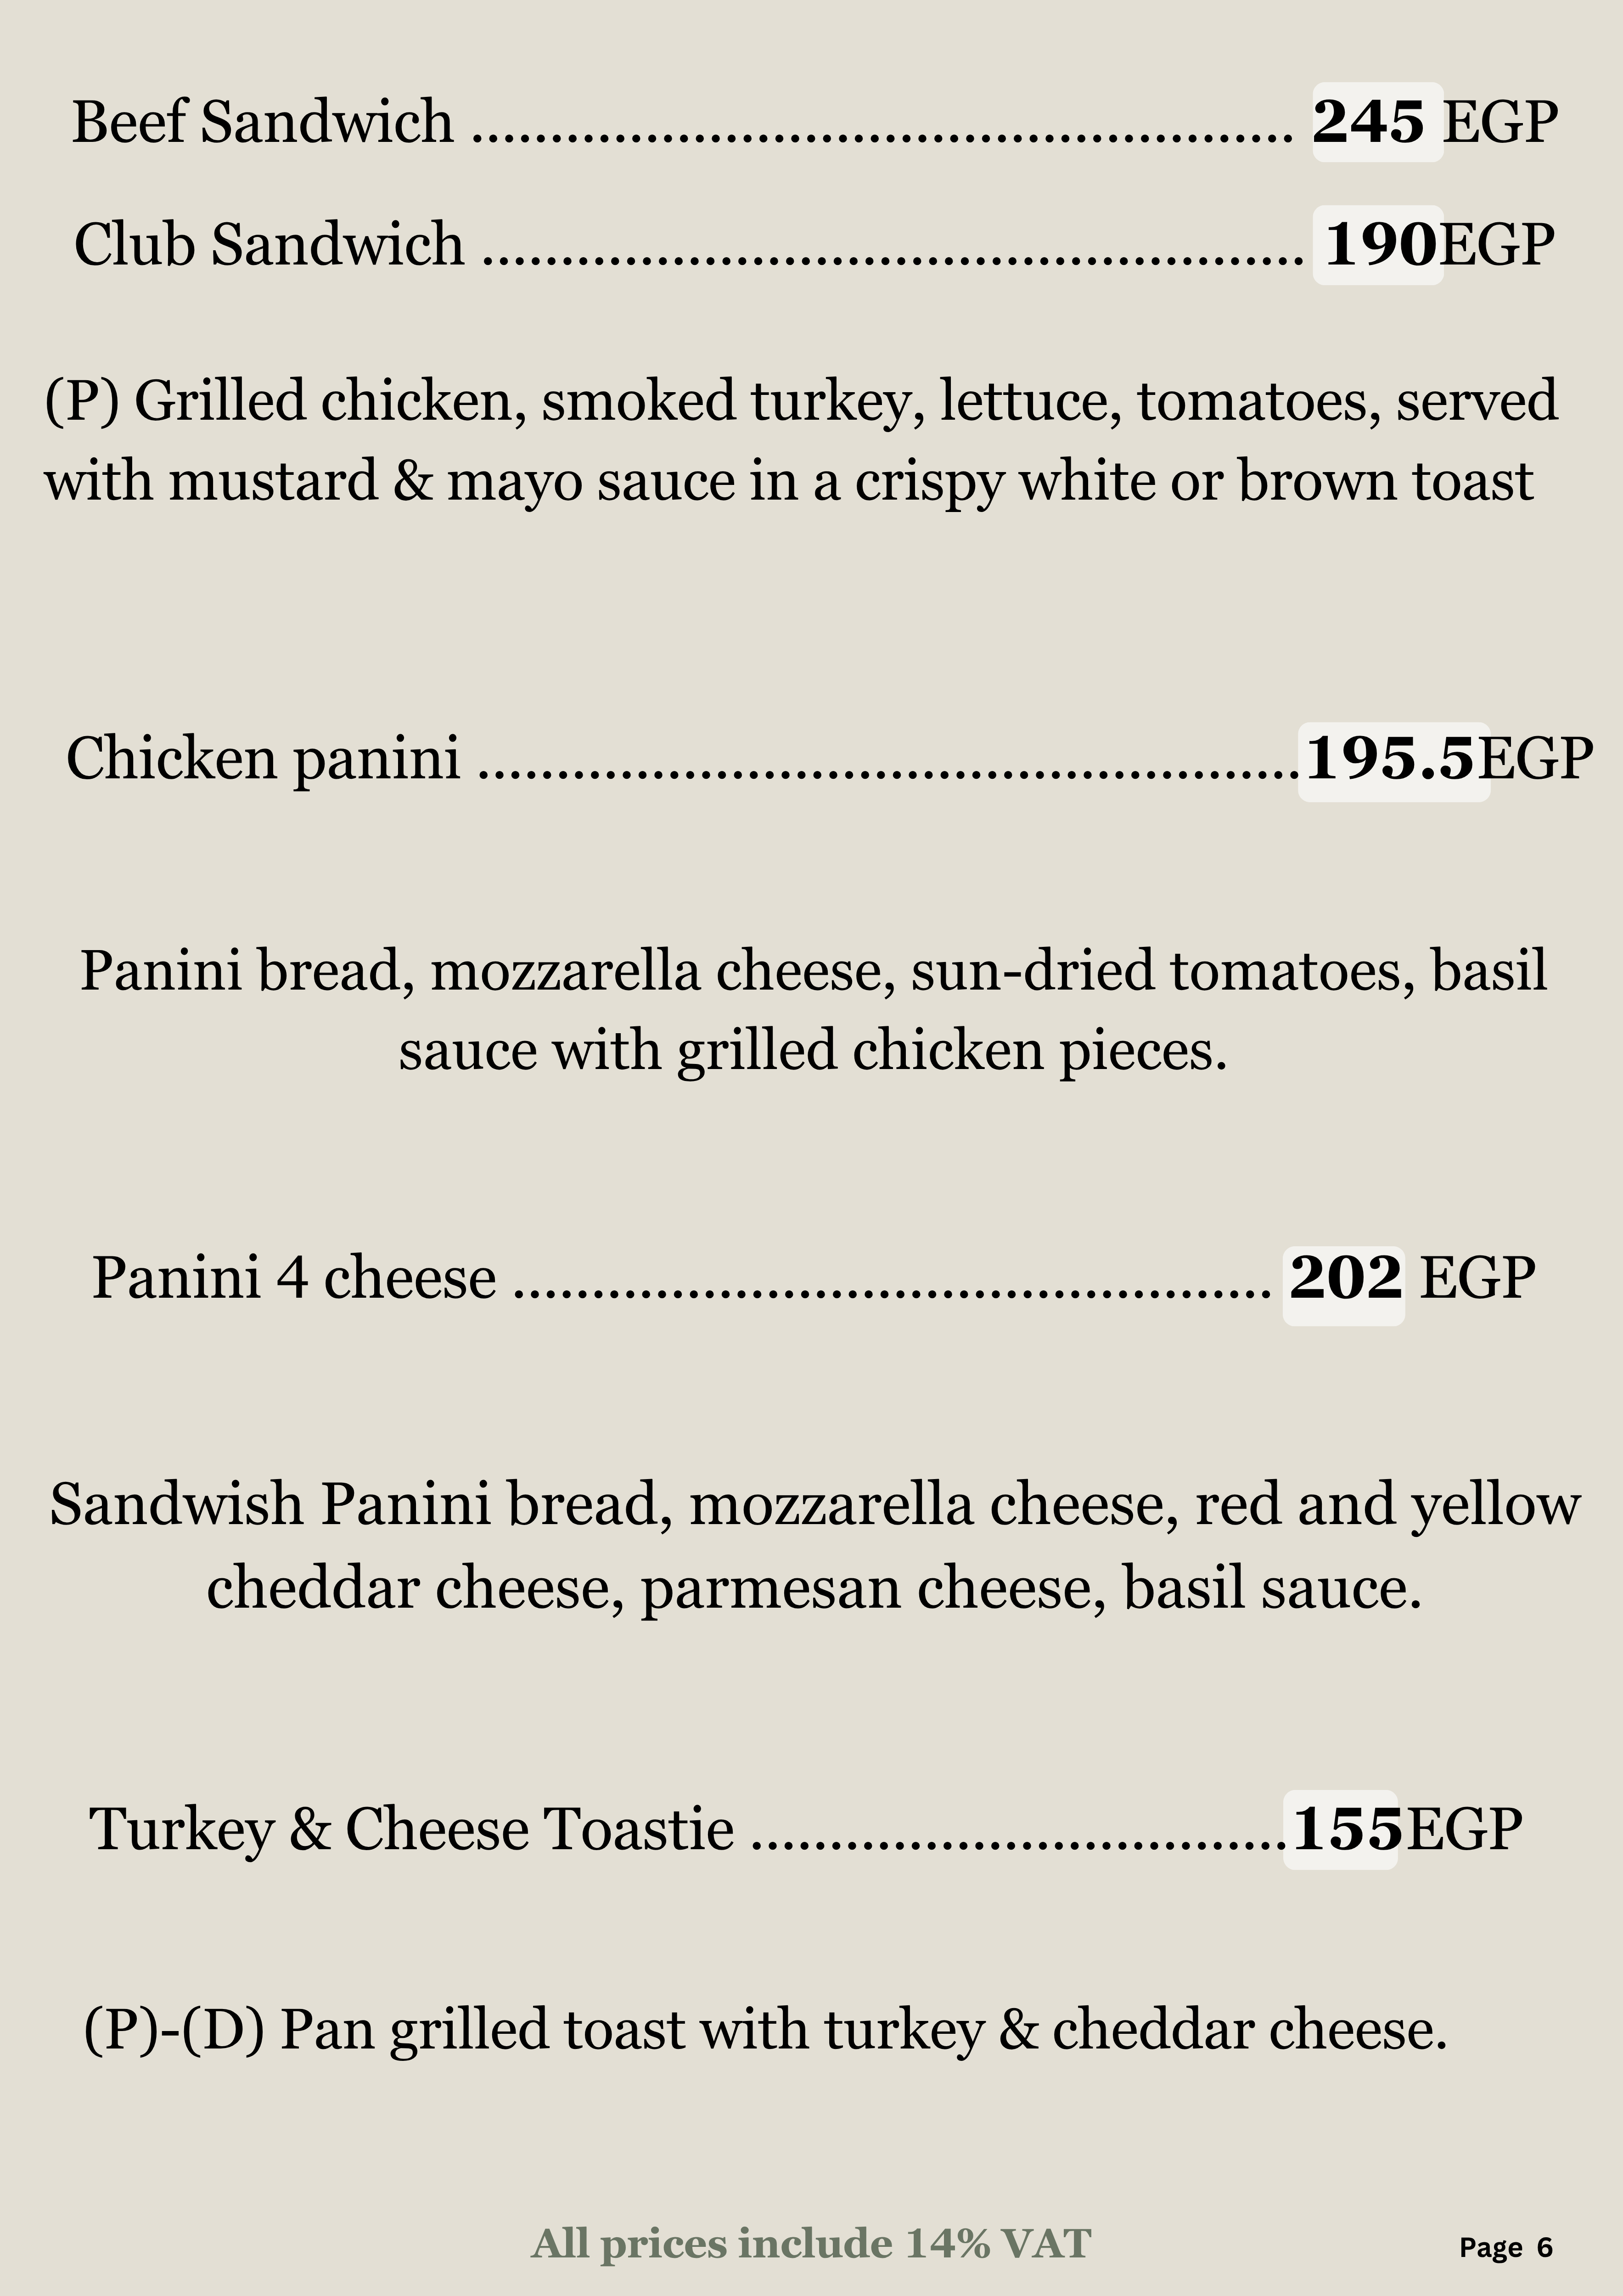 Beef Sandwich .................................................... 245 EGP
Club Sandwich .................................................... 190EGP
(P) Grilled chicken, smoked turkey, lettuce, tomatoes, served
with mustard & mayo sauce in a crispy white or brown toast
Chicken panini ....................................................195.5EGP
Panini bread, mozzarella cheese, sun-dried tomatoes, basil
sauce with grilled chicken pieces.
Panini 4 cheese ................................................ 202 EGP
Sandwish Panini bread, mozzarella cheese, red and yellow
cheddar cheese, parmesan cheese, basil sauce.
Turkey & Cheese Toastie ..................................155EGP
(P)-(D) Pan grilled toast with turkey & cheddar cheese.
All prices include 14% VAT
Page 6